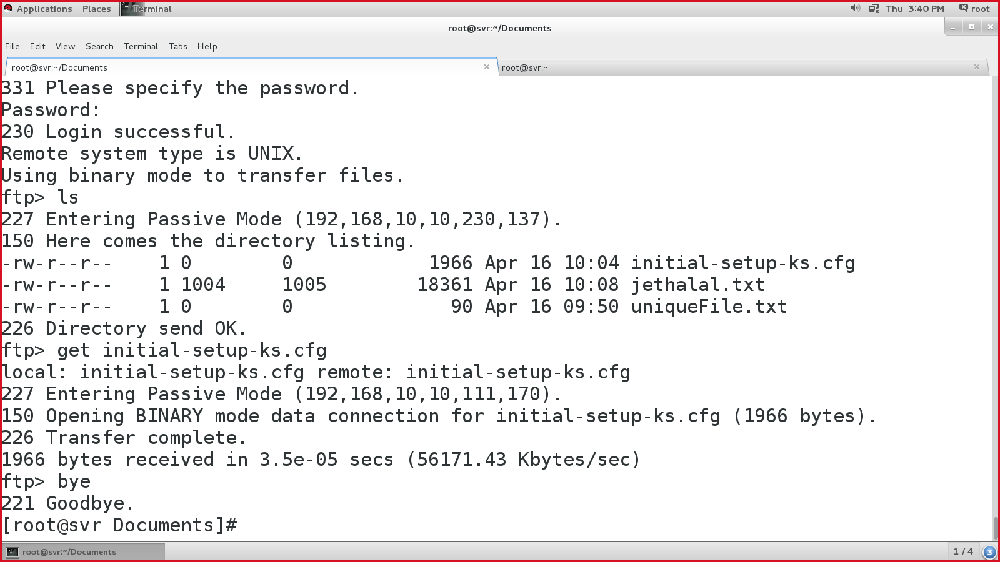 Applications Places Terminal Thu 3:40 PM root
root@svr:~/Documents
File Edit View Search Terminal Tabs Help
root@svr:~/Documents root@svr:~
331 Please specify the password.
Password:
230 Login successful.
Remote system type is UNIX.
Using binary mode to transfer files.
ftp> ls
227 Entering Passive Mode (192,168,10,10,230,137).
150 Here comes the directory listing.
-rw-r--r--    1 0        0            1966 Apr 16 10:04 initial-setup-ks.cfg
-rw-r--r--    1 1004     1005        18361 Apr 16 10:08 jethalal.txt
-rw-r--r--    1 0        0              90 Apr 16 09:50 uniqueFile.txt
226 Directory send OK.
ftp> get initial-setup-ks.cfg
local: initial-setup-ks.cfg remote: initial-setup-ks.cfg
227 Entering Passive Mode (192,168,10,10,111,170).
150 Opening BINARY mode data connection for initial-setup-ks.cfg (1966 bytes).
226 Transfer complete.
1966 bytes received in 3.5e-05 secs (56171.43 Kbytes/sec)
ftp> bye
221 Goodbye.
[root@svr Documents]#
root@svr:~/Documents 1 / 4 3